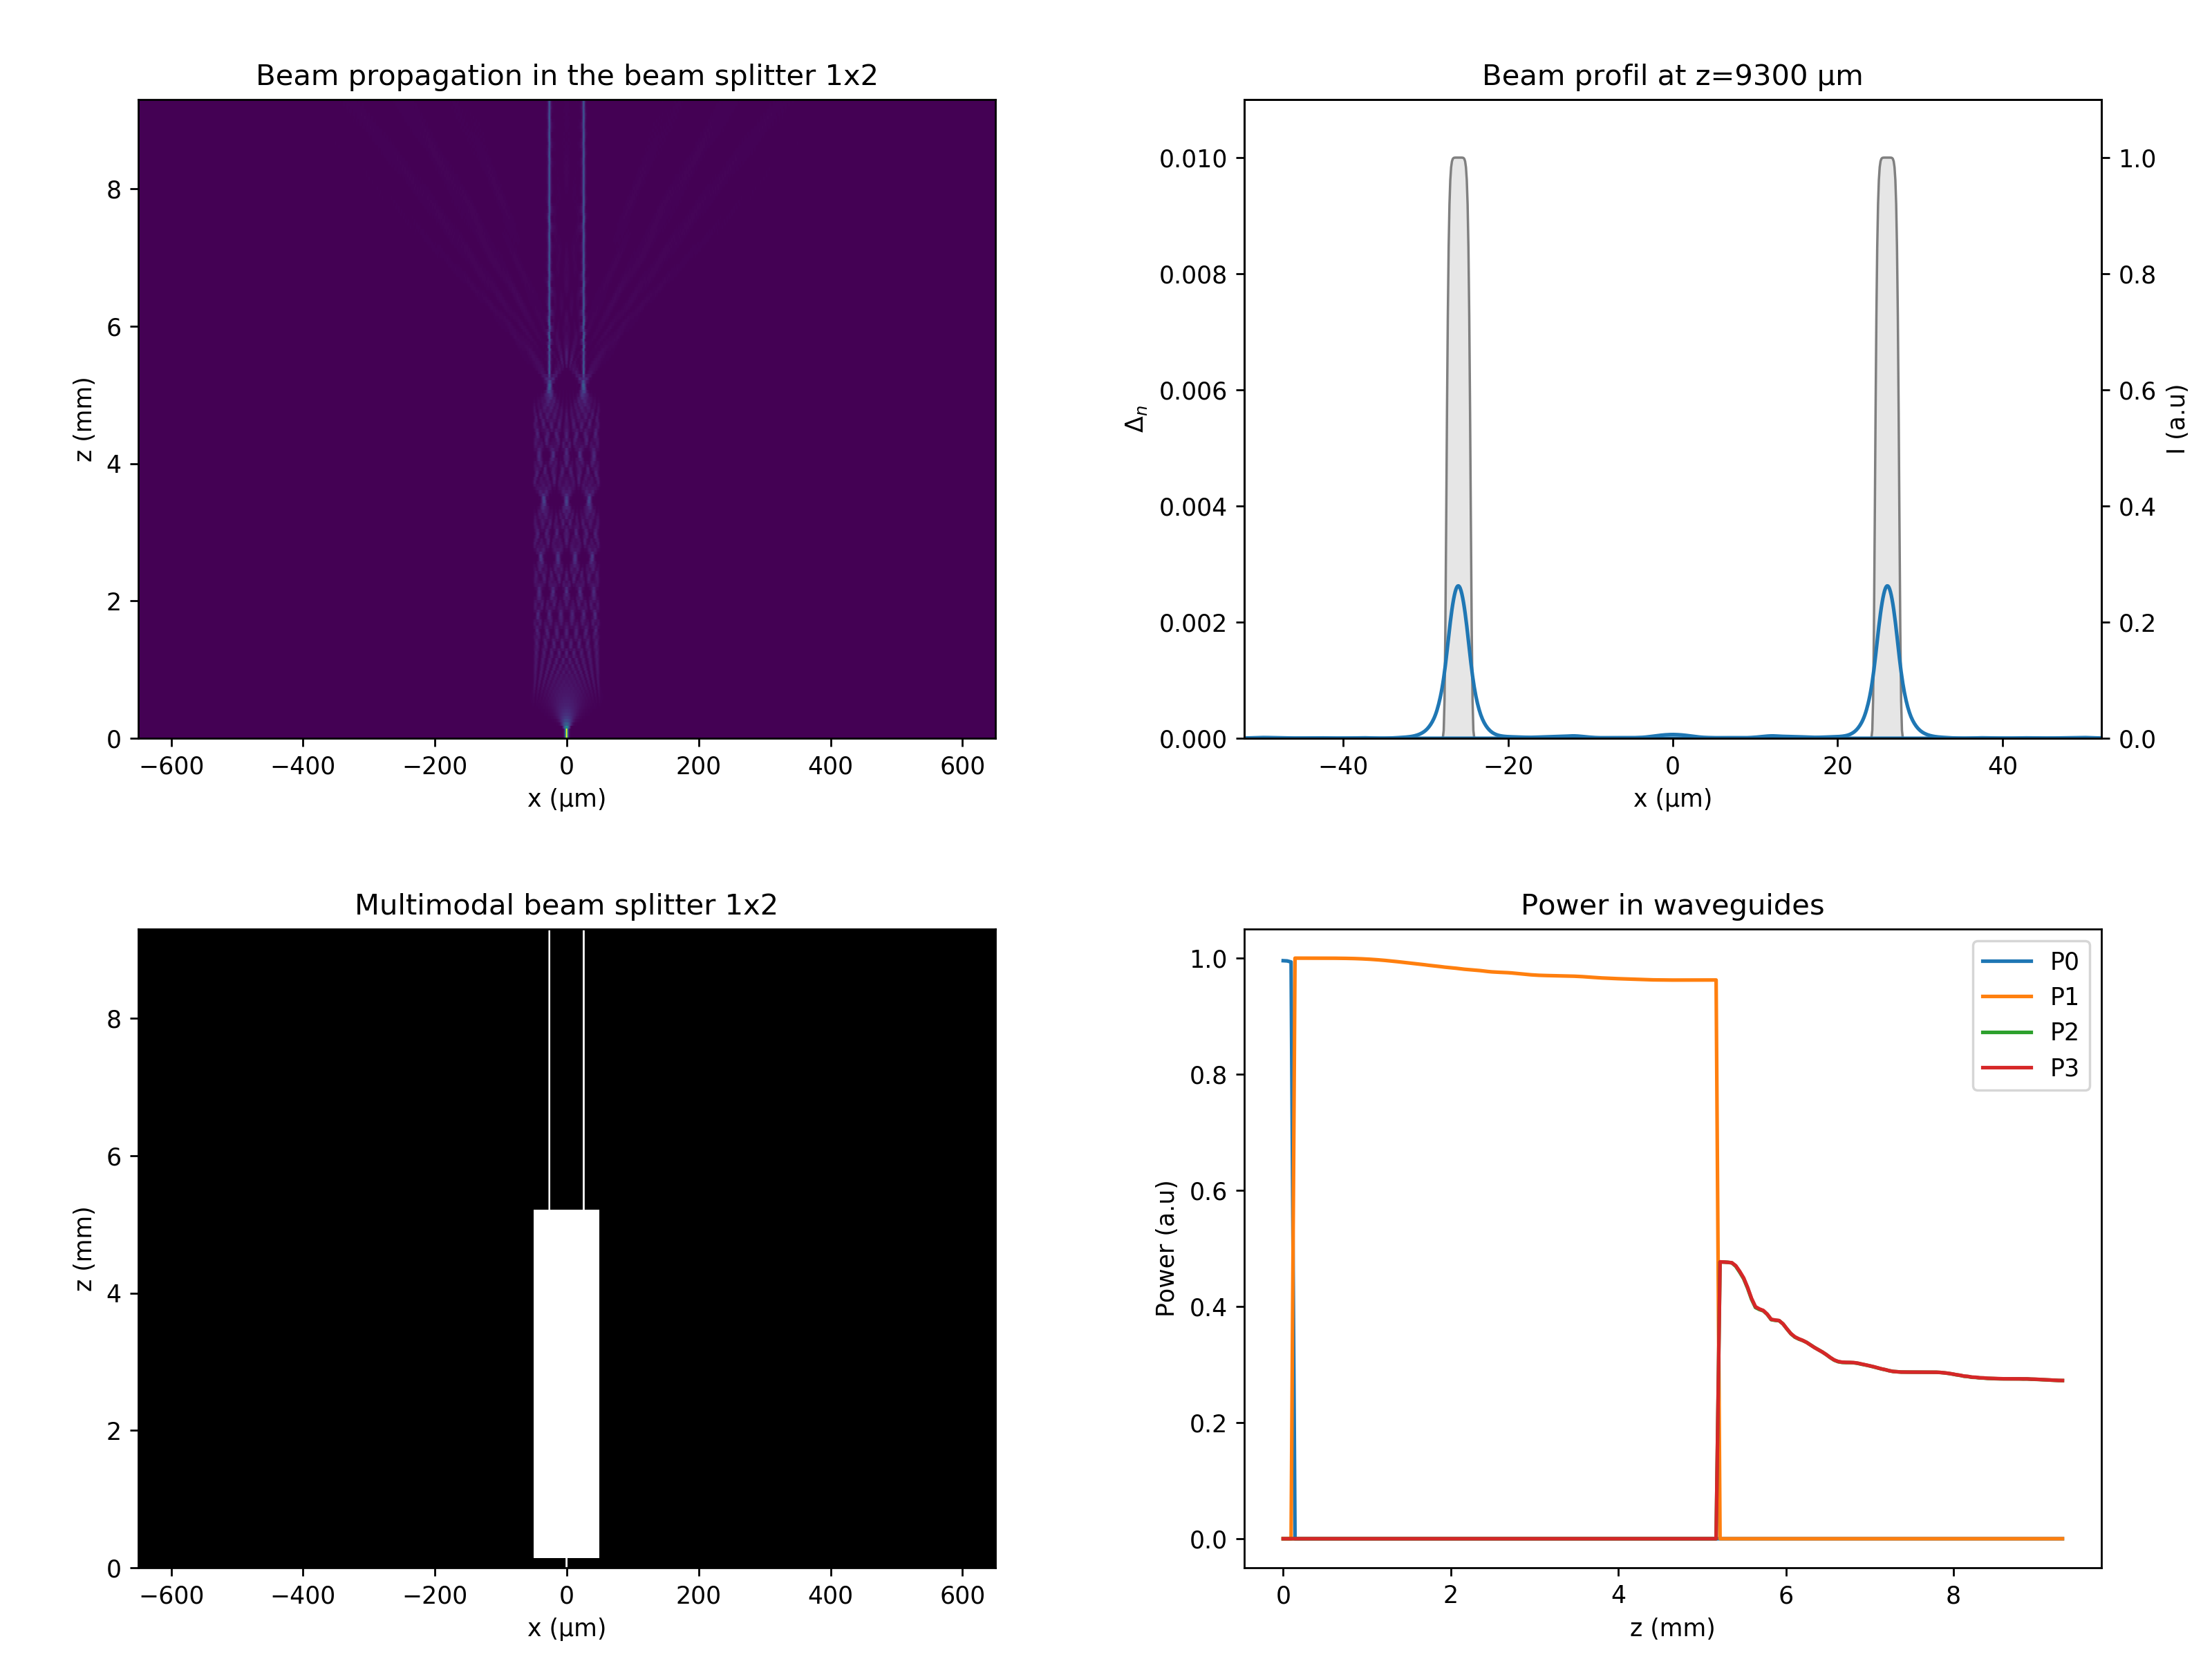 Beam propagation in the beam splitter 1x2
8
6
4
2
0
z (mm)
−600 −400 −200 0 200 400 600
x (µm)
Beam profil at z=9300 µm
0.010
0.008
0.006
0.004
0.002
0.000
Δn
1.0
0.8
0.6
0.4
0.2
0.0
I (a.u)
−40 −20 0 20 40
x (µm)
Multimodal beam splitter 1x2
8
6
4
2
0
z (mm)
−600 −400 −200 0 200 400 600
x (µm)
Power in waveguides
1.0
0.8
0.6
0.4
0.2
0.0
Power (a.u)
P0
P1
P2
P3
0 2 4 6 8
z (mm)